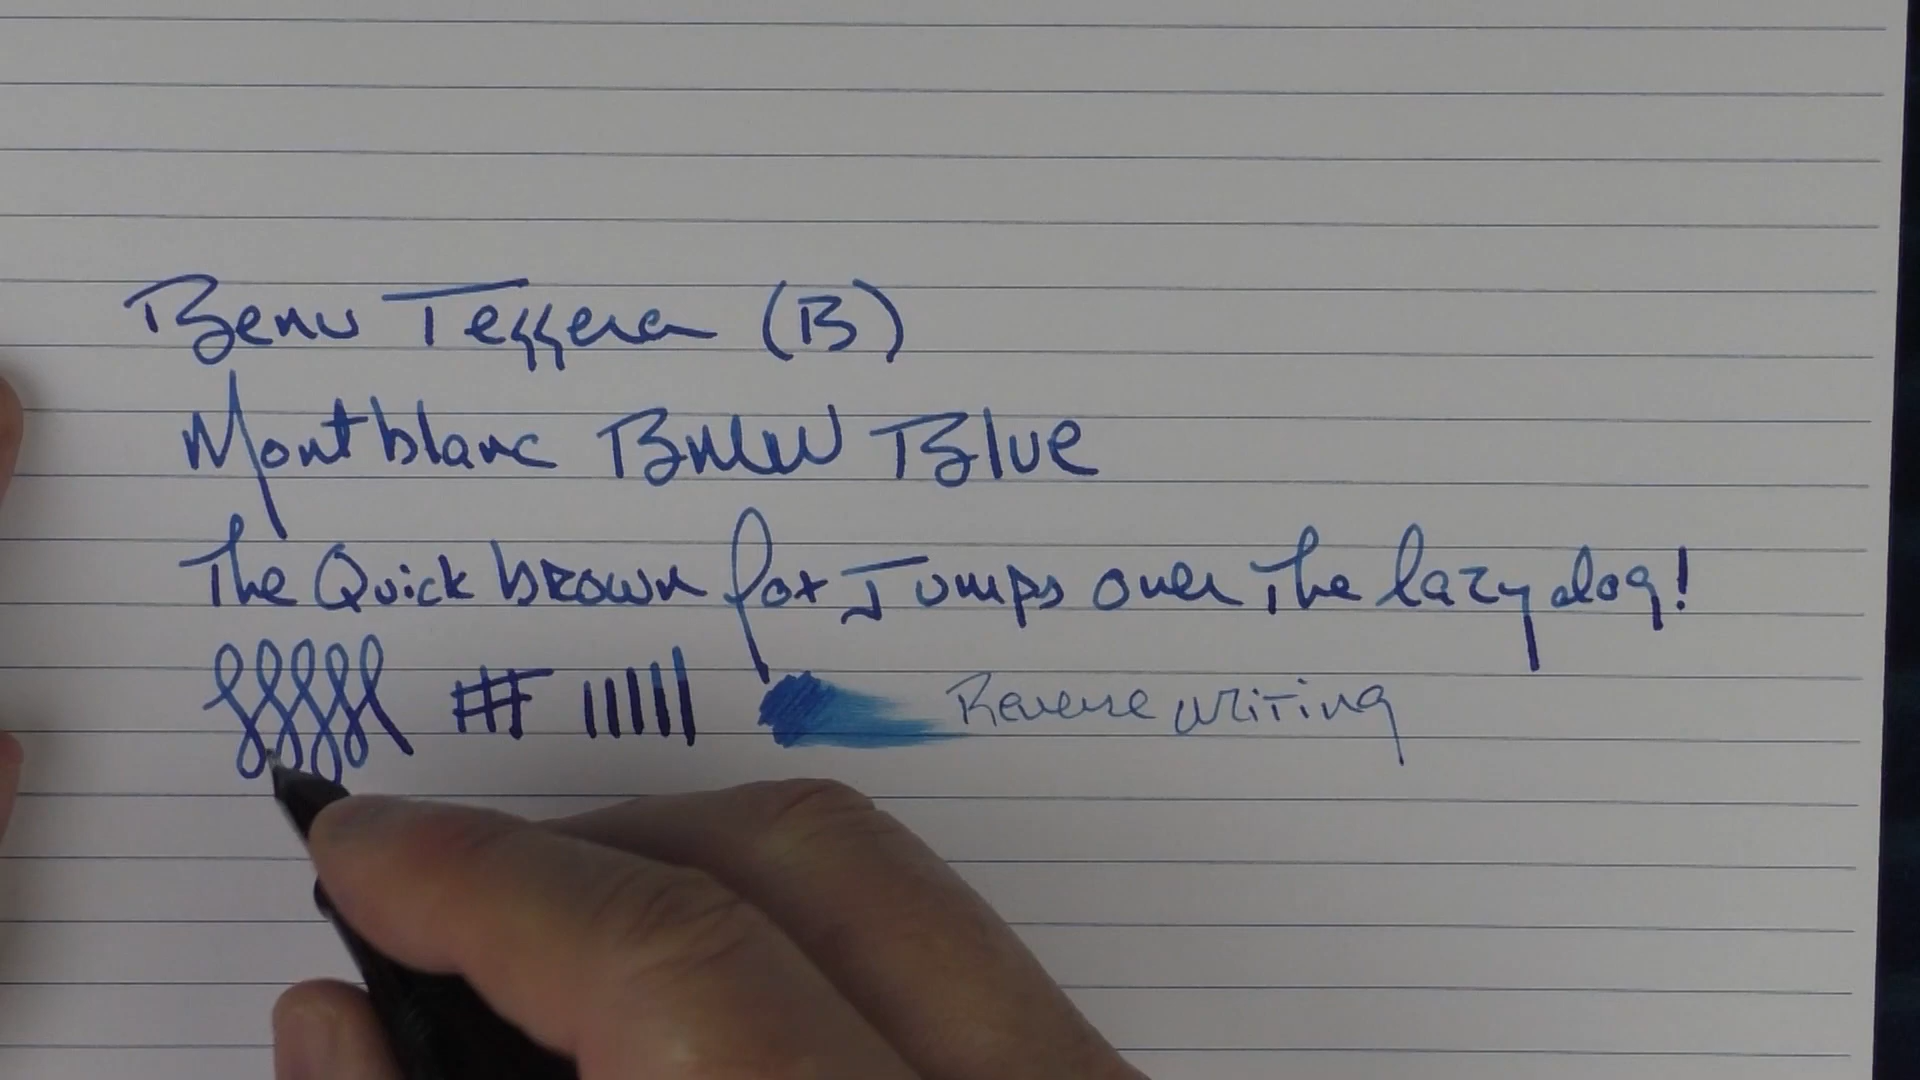 Benu Tessera (B)
Montblanc BMW Blue
The Quick brown fox Jumps over The lazy dog!
Reverse writing